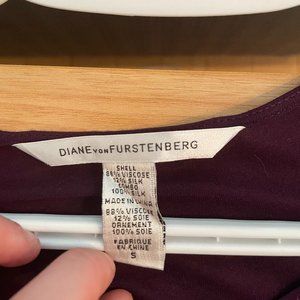 DIANE VON FURSTENBERG
SHELL
88% VISCOSE
12% SILK
COMBO
100% SILK
MADE IN CHINA
88% VISCOSE
12% SOIE
ORNEMENT
100% SOIE
FABRIQUE
EN CHINE
S